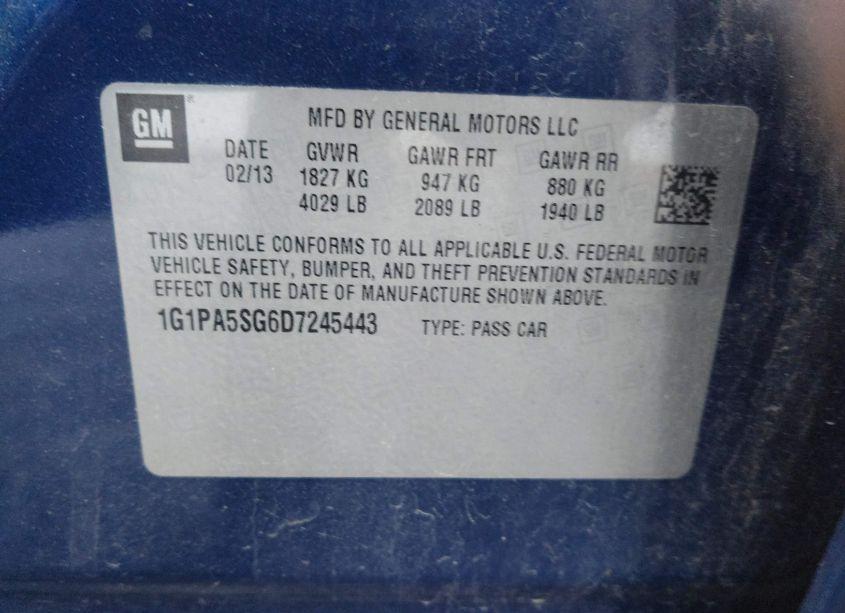 GM
MFD BY GENERAL MOTORS LLC
DATE GVWR GAWR FRT GAWR RR
02/13 1827 KG 947 KG 880 KG
4029 LB 2089 LB 1940 LB
THIS VEHICLE CONFORMS TO ALL APPLICABLE U.S. FEDERAL MOTOR
VEHICLE SAFETY, BUMPER, AND THEFT PREVENTION STANDARDS IN
EFFECT ON THE DATE OF MANUFACTURE SHOWN ABOVE.
1G1PA5SG6D7245443 TYPE: PASS CAR